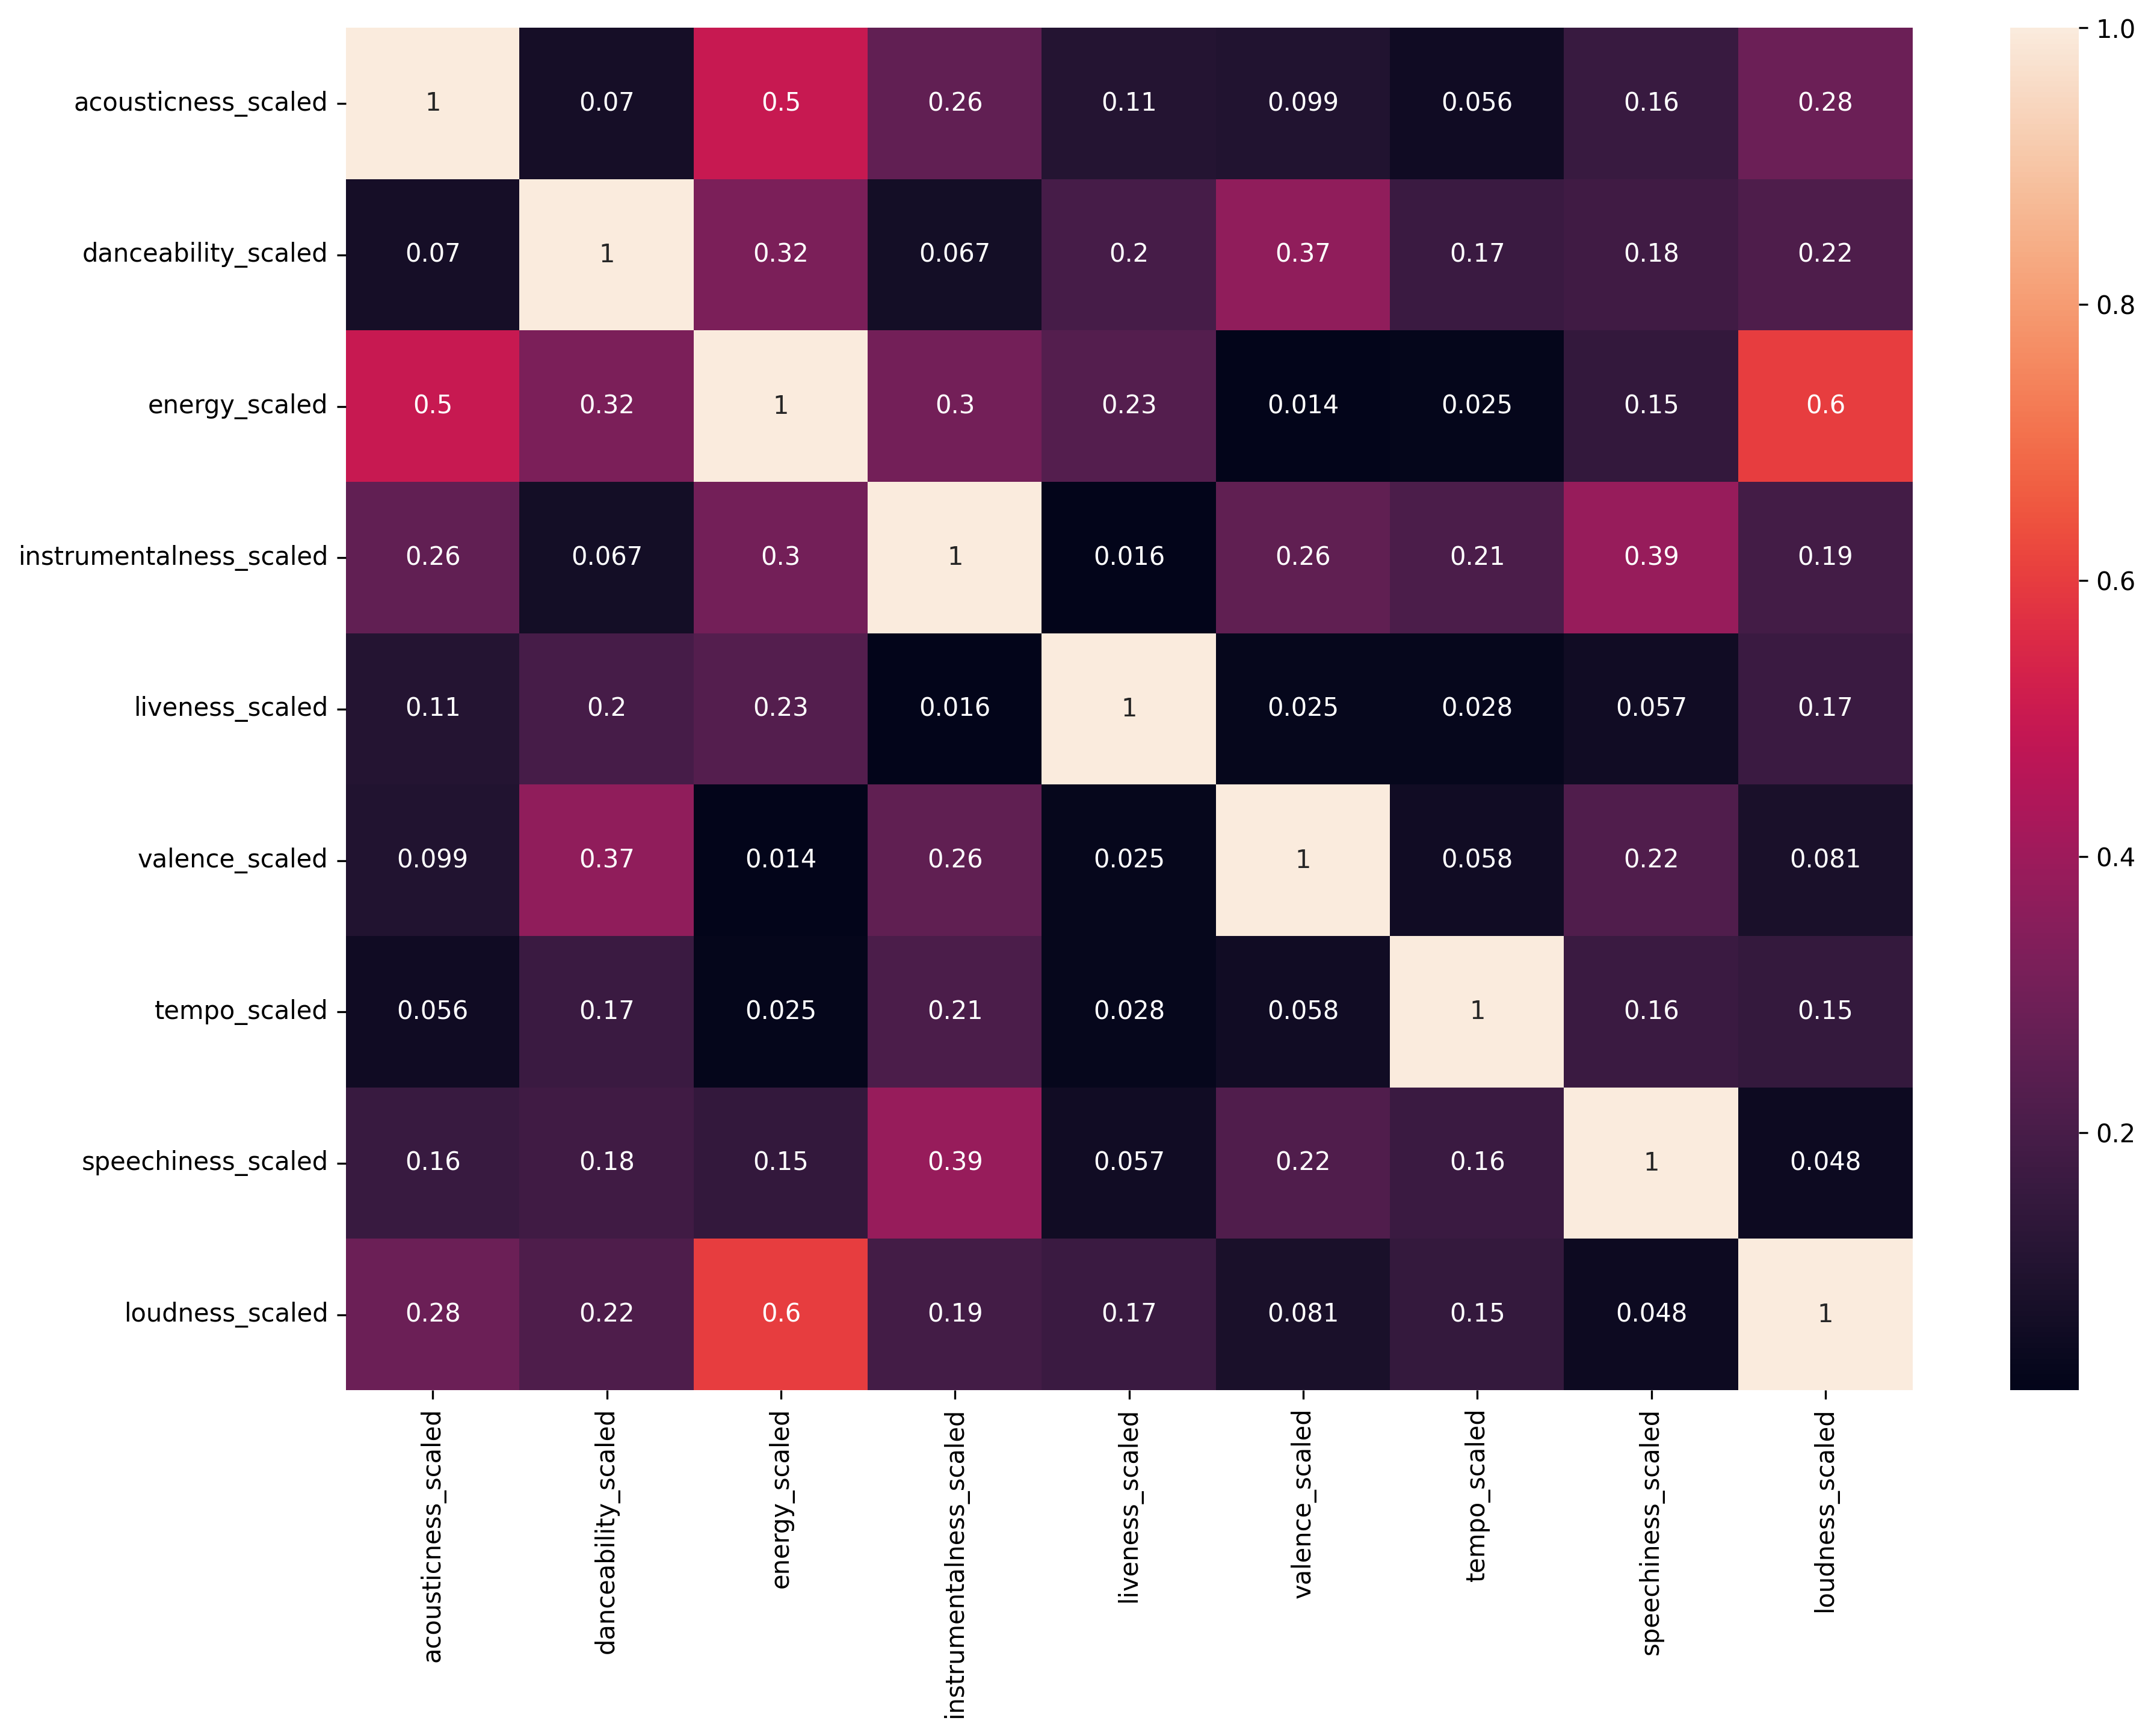 acousticness_scaled 1 0.07 0.5 0.26 0.11 0.099 0.056 0.16 0.28
danceability_scaled 0.07 1 0.32 0.067 0.2 0.37 0.17 0.18 0.22
energy_scaled 0.5 0.32 1 0.3 0.23 0.014 0.025 0.15 0.6
instrumentalness_scaled 0.26 0.067 0.3 1 0.016 0.26 0.21 0.39 0.19
liveness_scaled 0.11 0.2 0.23 0.016 1 0.025 0.028 0.057 0.17
valence_scaled 0.099 0.37 0.014 0.26 0.025 1 0.058 0.22 0.081
tempo_scaled 0.056 0.17 0.025 0.21 0.028 0.058 1 0.16 0.15
speechiness_scaled 0.16 0.18 0.15 0.39 0.057 0.22 0.16 1 0.048
loudness_scaled 0.28 0.22 0.6 0.19 0.17 0.081 0.15 0.048 1
acousticness_scaled
danceability_scaled
energy_scaled
instrumentalness_scaled
liveness_scaled
valence_scaled
tempo_scaled
speechiness_scaled
loudness_scaled
1.0
0.8
0.6
0.4
0.2